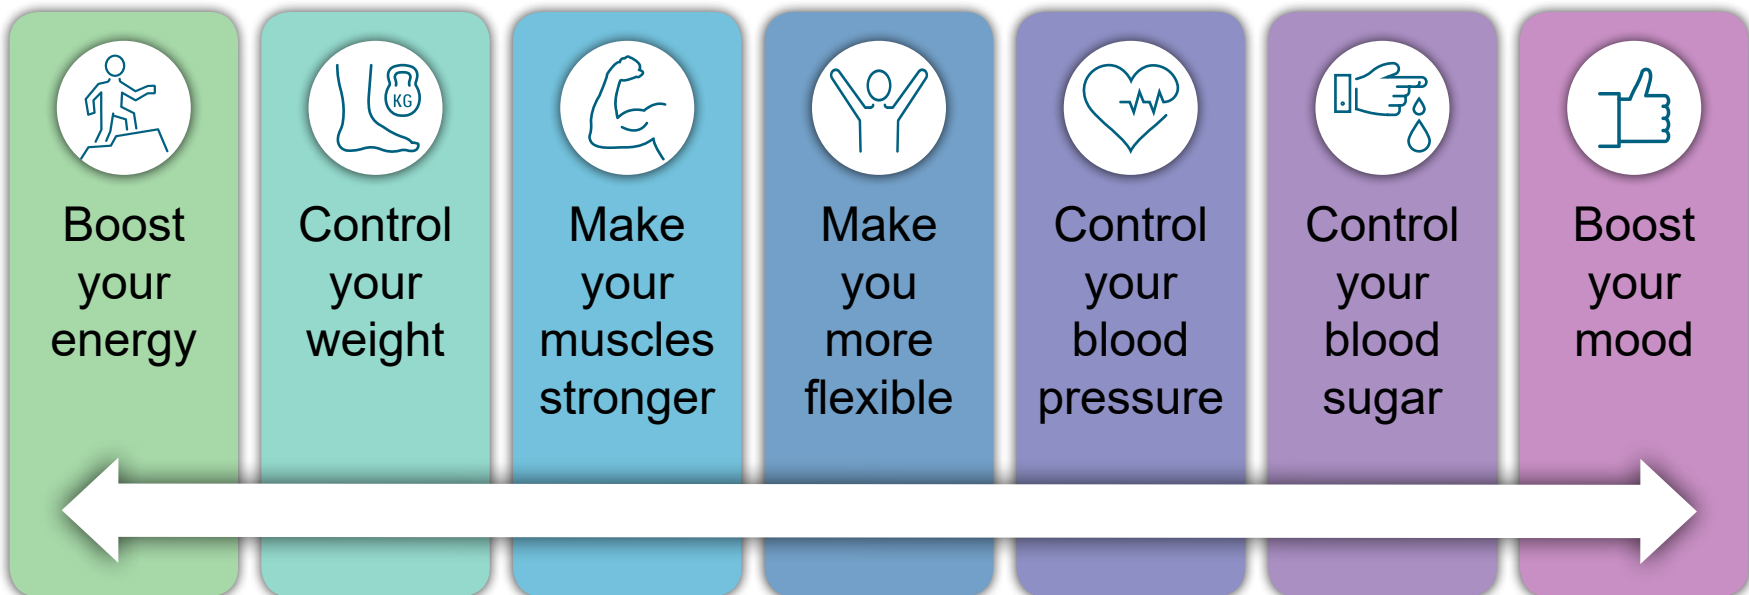 Boost
your
energy
KG
Control
your
weight
Make
your
muscles
stronger
Make
you
more
flexible
Control
your
blood
pressure
Control
your
blood
sugar
Boost
your
mood